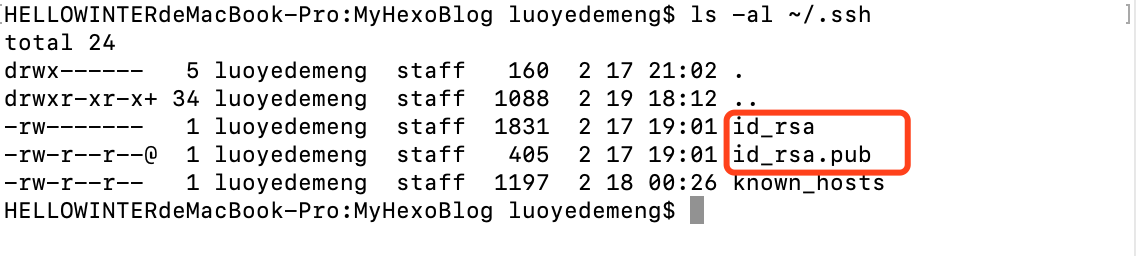 [HELLOWINTERdeMacBook-Pro:MyHexoBlog luoyedemeng$ ls -al ~/.ssh ]
total 24
drwx------   5 luoyedemeng  staff   160  2 17 21:02 .
drwxr-xr-x+ 34 luoyedemeng  staff  1088  2 19 18:12 ..
-rw-------   1 luoyedemeng  staff  1831  2 17 19:01 id_rsa
-rw-r--r--@  1 luoyedemeng  staff   405  2 17 19:01 id_rsa.pub
-rw-r--r--   1 luoyedemeng  staff  1197  2 18 00:26 known_hosts
HELLOWINTERdeMacBook-Pro:MyHexoBlog luoyedemeng$